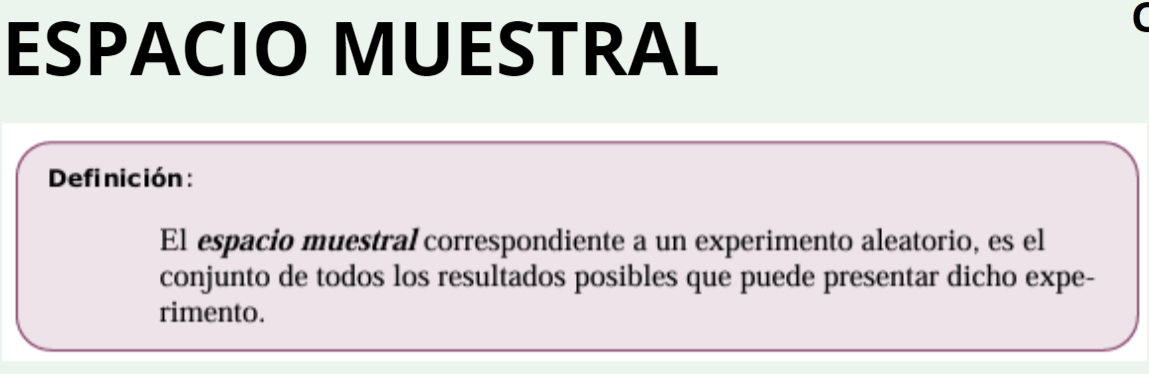 ESPACIO MUESTRAL
Definición:
El espacio muestral correspondiente a un experimento aleatorio, es el
conjunto de todos los resultados posibles que puede presentar dicho expe-
rimento.